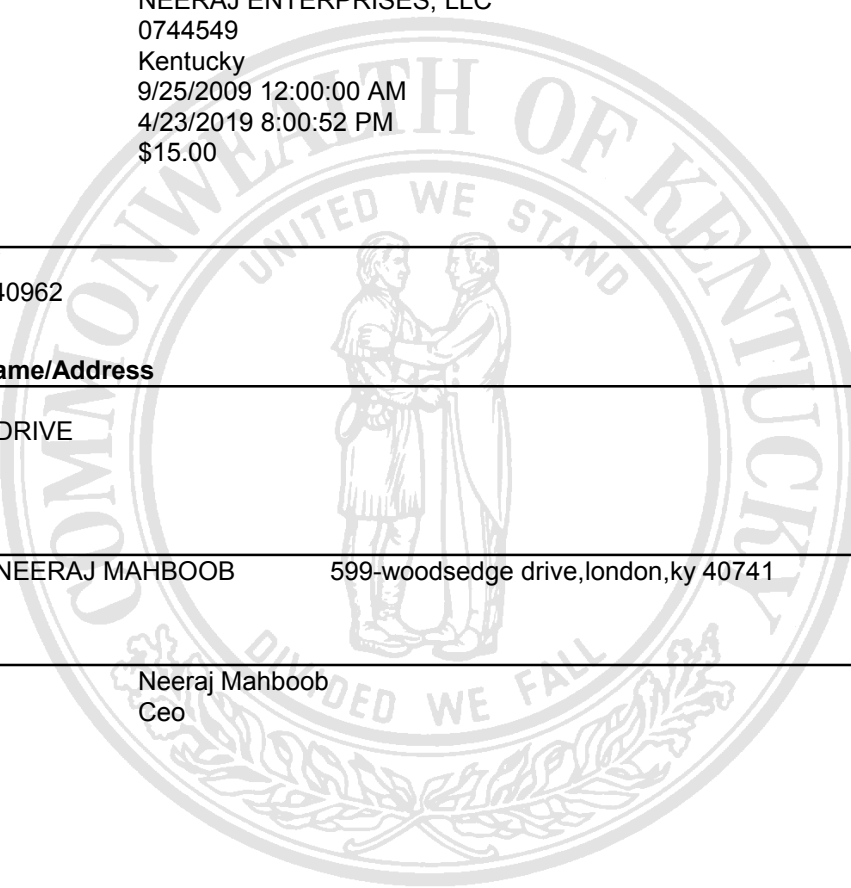 NEERAJ ENTERPRISES, LLC
0744549
Kentucky
9/25/2009 12:00:00 AM
4/23/2019 8:00:52 PM
$15.00
40962
ame/Address
DRIVE
NEERAJ MAHBOOB 599-woodsedge drive,london,ky 40741
Neeraj Mahboob
Ceo
COMMONWEALTH OF KENTUCKY
UNITED WE STAND
DIVIDED WE FALL